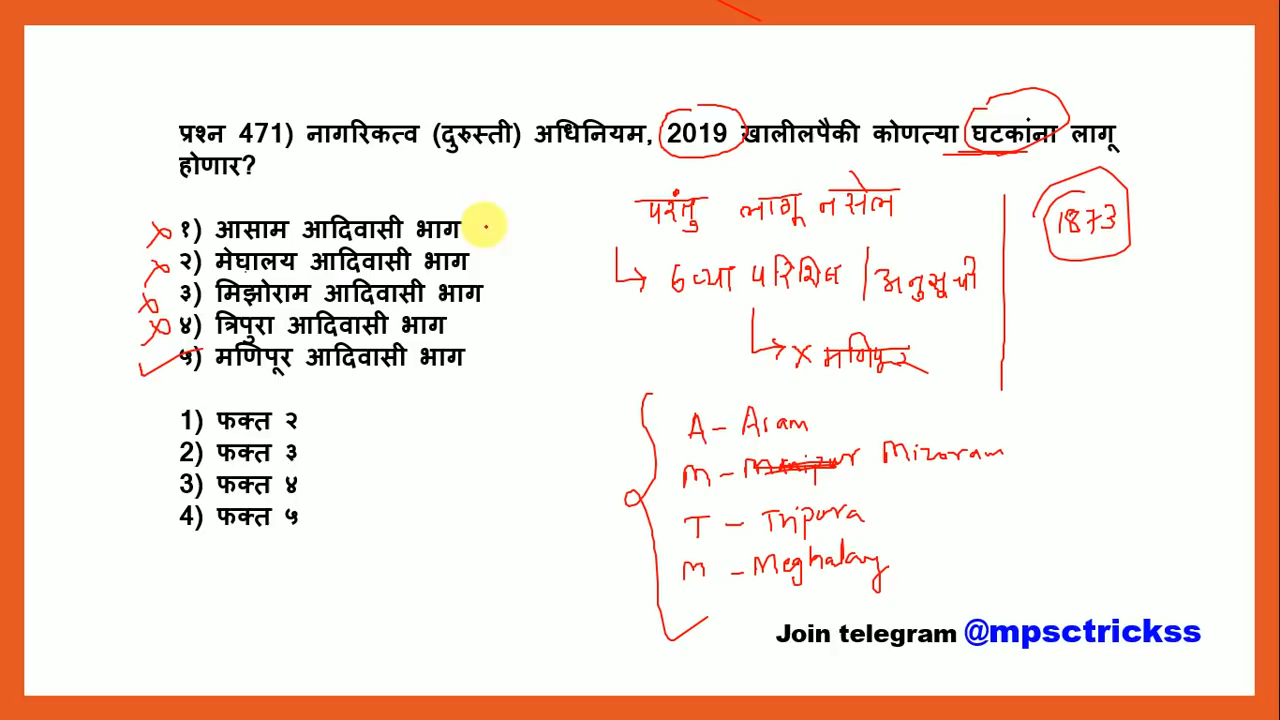 प्रश्न 471) नागरिकत्व (दुरुस्ती) अधिनियम, 2019 खालीलपैकी कोणत्या घटकांना लागू
होणार?
१) आसाम आदिवासी भाग
२) मेघालय आदिवासी भाग
३) मिझोराम आदिवासी भाग
४) त्रिपुरा आदिवासी भाग
५) मणिपूर आदिवासी भाग
1) फक्त २
2) फक्त ३
3) फक्त ४
4) फक्त ५
परंतु लागू नसेल
६व्या परिशिष्ट / अनुसूची
x मणिपूर
1873
A - Asam
M - Manipur Mizoram
T - Tripura
M - Meghalay
Join telegram @mpsctrickss